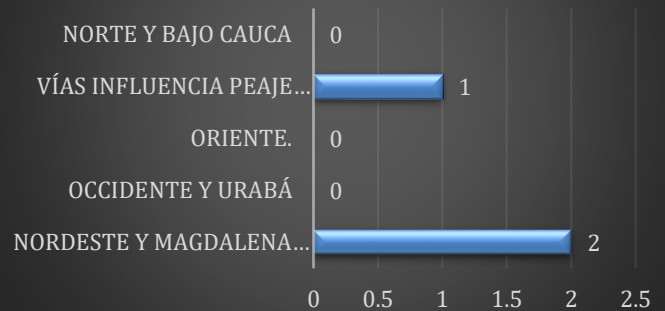 NORTE Y BAJO CAUCA 0
VÍAS INFLUENCIA PEAJE... 1
ORIENTE. 0
OCCIDENTE Y URABÁ 0
NORDESTE Y MAGDALENA... 2
0 0.5 1 1.5 2 2.5